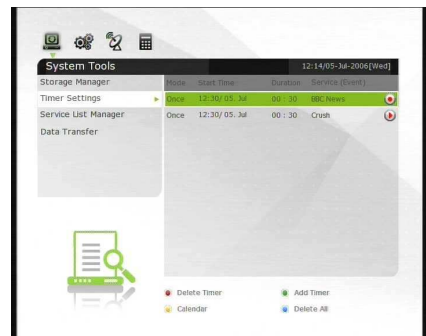 System Tools 12:14/05-Jul-2006[Wed]
Storage Manager
Mode Start Time Duration Service (Event)
Timer Settings
Once 12:30/ 05. Jul 00 : 30 BBC News
Service List Manager
Once 12:30/ 05. Jul 00 : 30 Crush
Data Transfer
Delete Timer Add Timer
Calendar Delete All